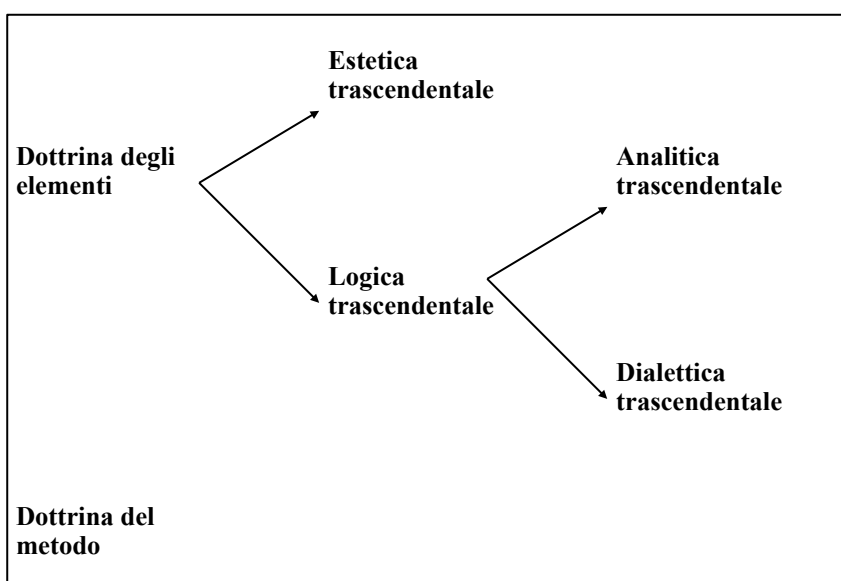 Estetica
trascendentale
Dottrina degli
elementi
Analitica
trascendentale
Logica
trascendentale
Dialettica
trascendentale
Dottrina del
metodo